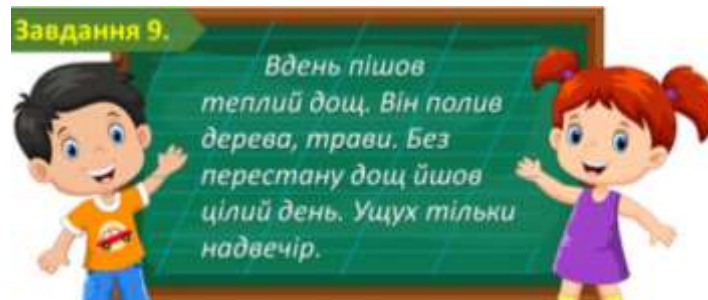 Завдання 9.
Вдень пішов
теплий дощ. Він полив
дерева, трави. Без
перестану дощ йшов
цілий день. Ущух тільки
надвечір.